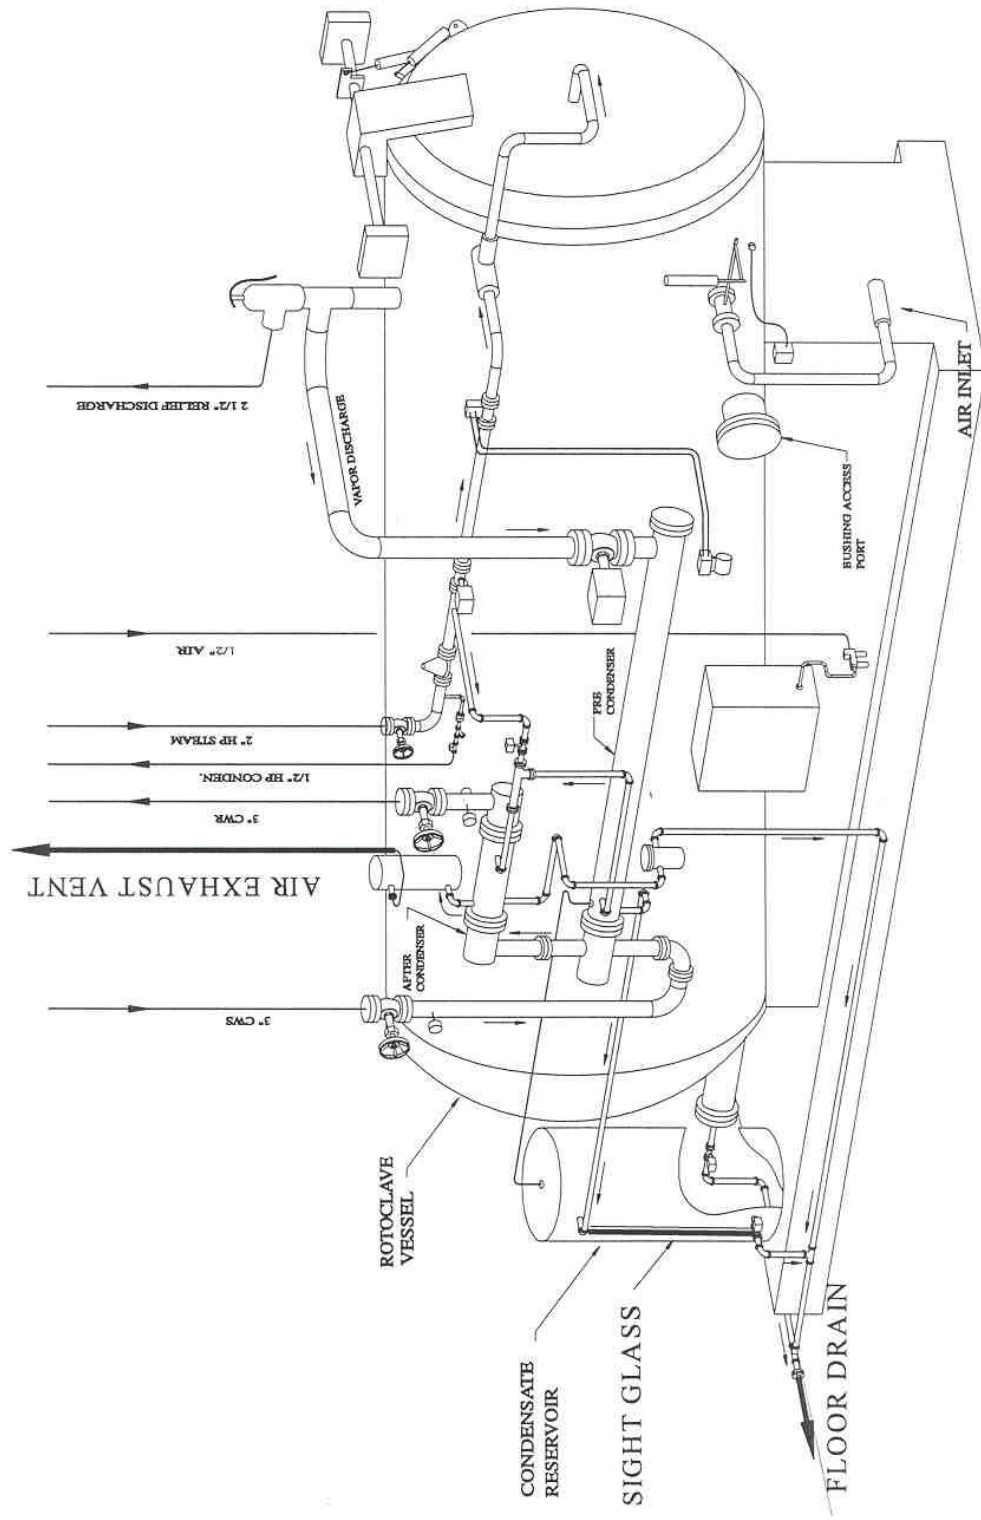 2 1/2" RELIEF DISCHARGE
VAPOR DISCHARGE
1/2" AIR
2" HP STEAM
1/2" HP CONDEN.
3" CWR
AIR EXHAUST VENT
3" CWS
AFTER
CONDENSER
PRE
CONDENSER
BUSHING ACCESS
PORT
AIR INLET
ROTOCLAVE
VESSEL
CONDENSATE
RESERVOIR
SIGHT GLASS
FLOOR DRAIN